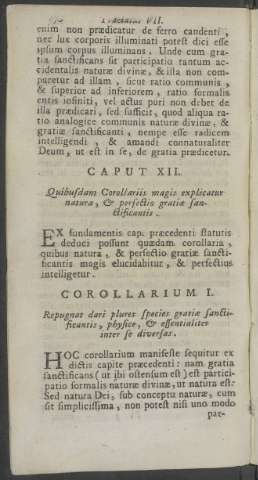 Tractatus VII.
enim non prædicatur de ferro candenti,
nec lux corporis illuminati potest dici esse
ipsum corpus illuminans. Unde cum gra-
tia sanctificans sit participatio tantum ac-
cidentalis naturæ divinæ, & illa non com-
paretur ad illam, sicut ratio communis,
& superior ad inferiorem, ratio formalis
entis infiniti, vel actus puri non debet de
illa prædicari, sed sufficit, quod aliqua ra-
tio analogice communis naturæ divinæ, &
gratiæ sanctificanti, nempe esse radicem
intelligendi, & amandi connaturaliter
Deum, ut est in se, de gratia prædicetur.
CAPUT XII.
Quibusdam Corollariis magis explicatur
natura, & perfectio gratiæ san-
ctificantis.
EX fundamentis cap. præcedenti statutis
deduci possunt quædam corollaria,
quibus natura, & perfectio gratiæ sancti-
ficantis magis elucidabitur, & perfectius
intelligetur.
COROLLARIUM I.
Repugnat dari plures species gratiæ sancti-
ficantis, physice, & essentialiter
inter se diversas.
HOC corollarium manifeste sequitur ex
dictis capite præcedenti: nam gratia
sanctificans (ut ibi ostensum est) est partici-
patio formalis naturæ divinæ, ut natura est:
Sed natura Dei, sub conceptu naturæ, cum
sit simplicissima, non potest nisi uno modo
par-